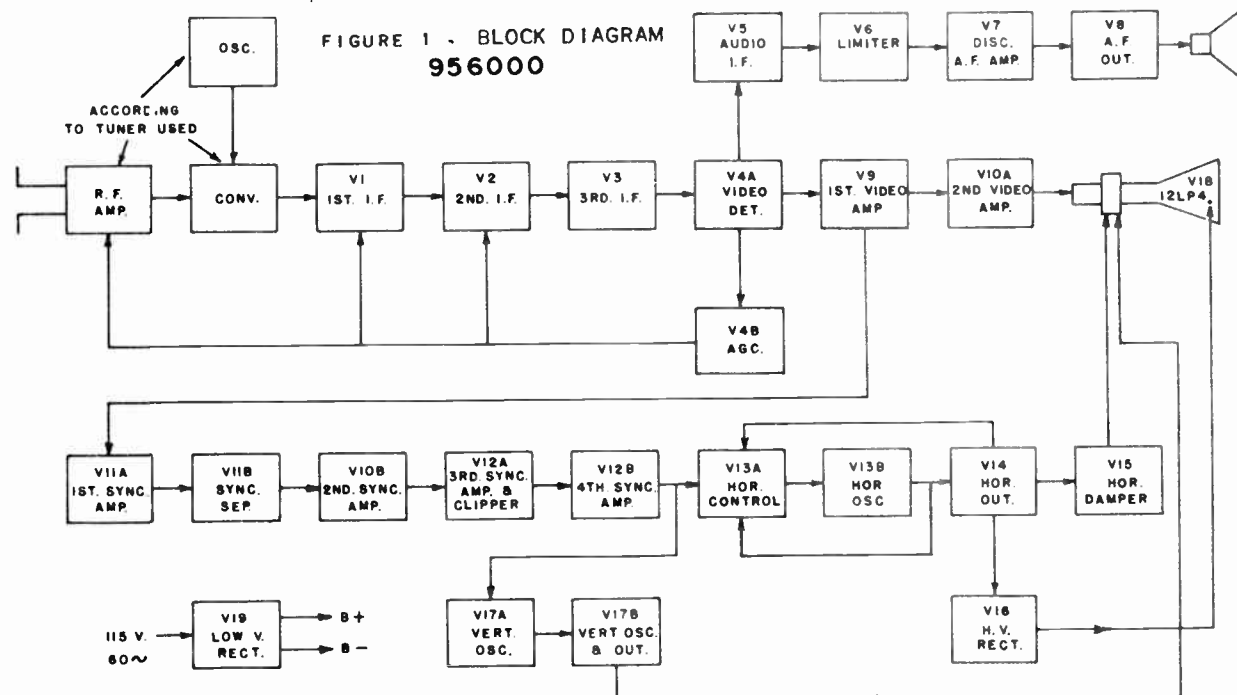 FIGURE 1 - BLOCK DIAGRAM
956000
OSC.
ACCORDING
TO TUNER USED
V5
AUDIO
I.F.
V6
LIMITER
V7
DISC.
A.F. AMP.
V8
A.F
OUT.
R.F.
AMP.
CONV.
V1
1ST. I.F.
V2
2ND. I.F.
V3
3RD. I.F.
V4A
VIDEO
DET.
V9
1ST. VIDEO
AMP
V10A
2ND VIDEO
AMP.
V18
12LP4
V4B
AGC.
V11A
1ST. SYNC.
AMP.
V11B
SYNC.
SEP.
V10B
2ND. SYNC.
AMP.
V12A
3RD. SYNC.
AMP. &
CLIPPER
V12B
4TH. SYNC.
AMP.
V13A
HOR.
CONTROL
V13B
HOR
OSC
V14
HOR.
OUT.
V15
HOR.
DAMPER
115 V.
60~
V19
LOW V.
RECT.
B+
B-
V17A
VERT.
OSC.
V17B
VERT OSC.
& OUT.
V16
H.V.
RECT.